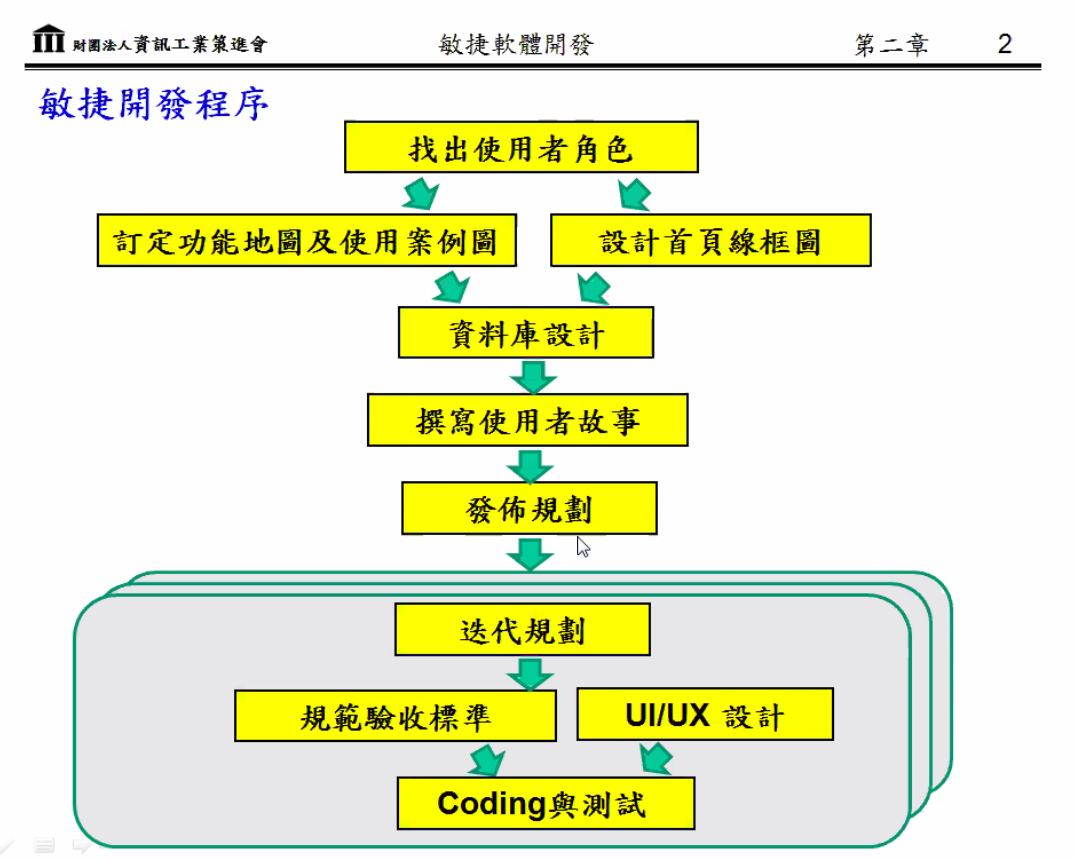 財團法人資訊工業策進會 敏捷軟體開發 第二章 2
敏捷開發程序
找出使用者角色
訂定功能地圖及使用案例圖 設計首頁線框圖
資料庫設計
撰寫使用者故事
發佈規劃
迭代規劃
規範驗收標準 UI/UX 設計
Coding與測試